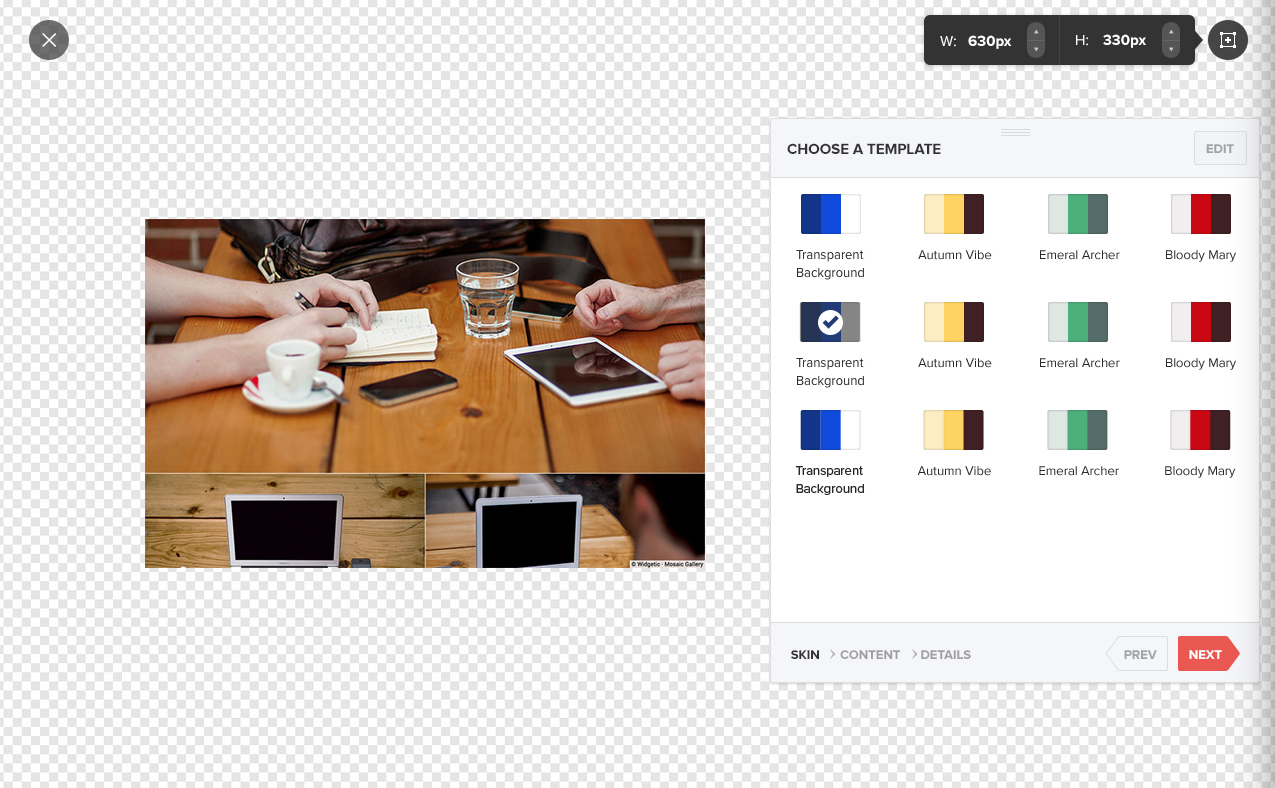 W: 630px H: 330px
CHOOSE A TEMPLATE
EDIT
Transparent Background
Autumn Vibe
Emeral Archer
Bloody Mary
Transparent Background
Autumn Vibe
Emeral Archer
Bloody Mary
Transparent Background
Autumn Vibe
Emeral Archer
Bloody Mary
© Widgetic · Mosaic Gallery
SKIN > CONTENT > DETAILS
PREV
NEXT